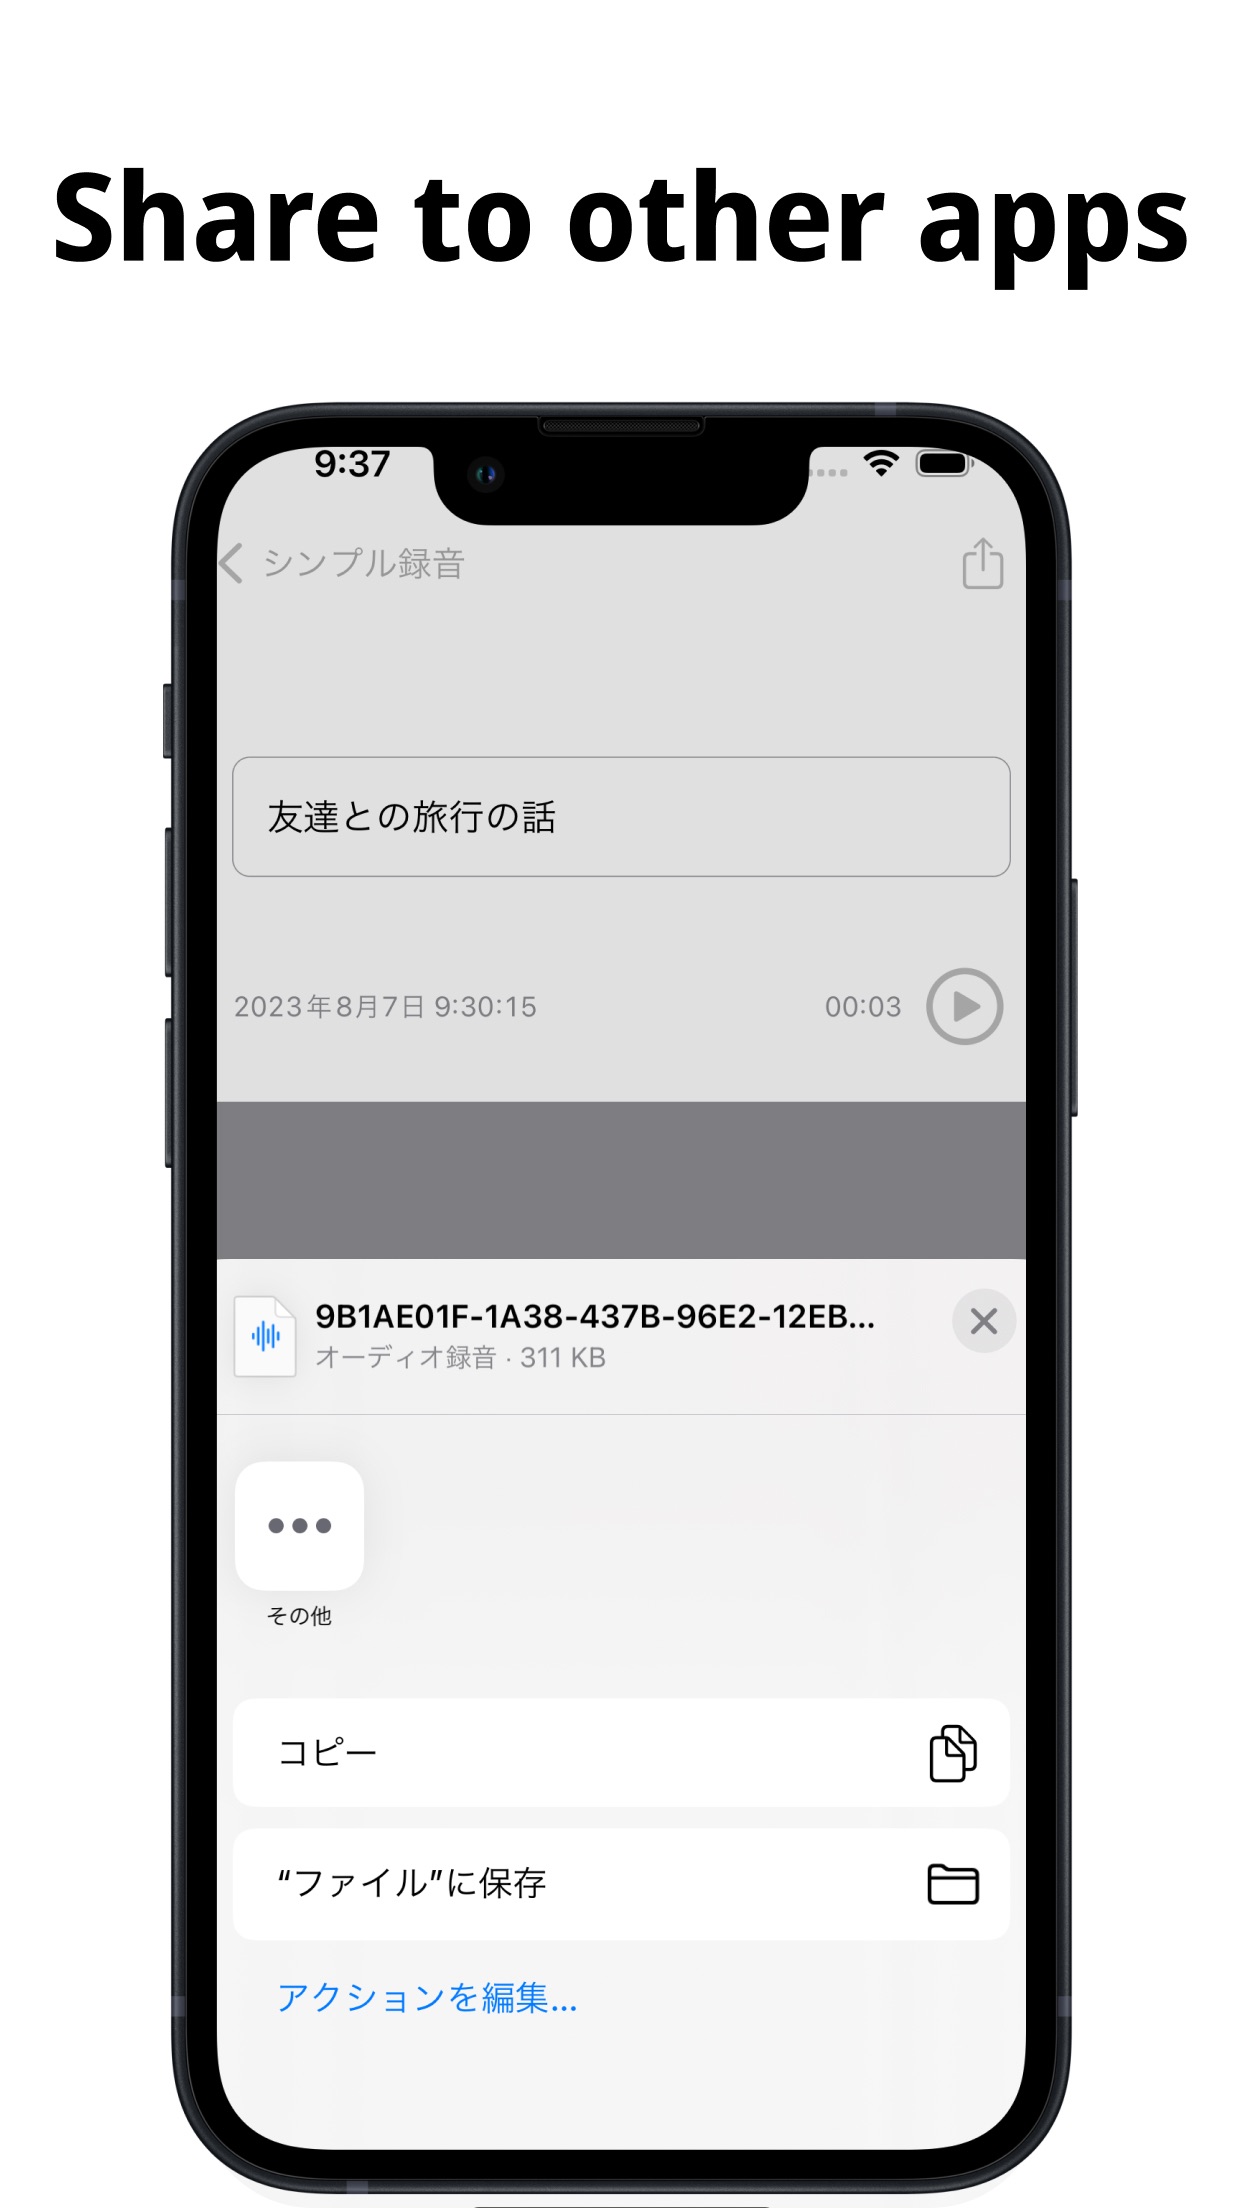 Share to other apps
9:37
シンプル録音
友達との旅行の話
2023年8月7日 9:30:15
00:03
9B1AE01F-1A38-437B-96E2-12EB...
オーディオ録音 · 311 KB
その他
コピー
“ファイル”に保存
アクションを編集...